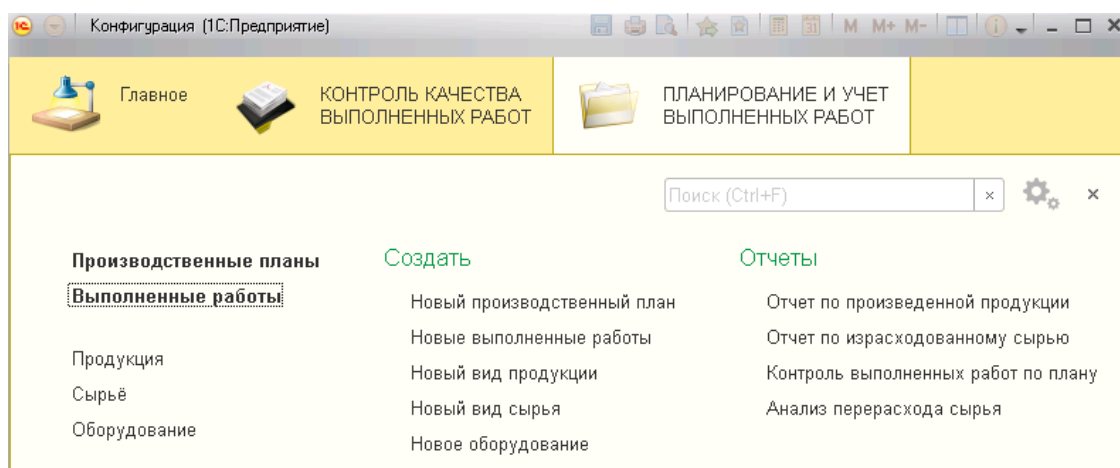 1С Конфигурация (1С:Предприятие) 31 M M+ M-
Главное
КОНТРОЛЬ КАЧЕСТВА
ВЫПОЛНЕННЫХ РАБОТ
ПЛАНИРОВАНИЕ И УЧЕТ
ВЫПОЛНЕННЫХ РАБОТ
Поиск (Ctrl+F)
Производственные планы
Выполненные работы
Продукция
Сырьё
Оборудование
Создать
Новый производственный план
Новые выполненные работы
Новый вид продукции
Новый вид сырья
Новое оборудование
Отчеты
Отчет по произведенной продукции
Отчет по израсходованному сырью
Контроль выполненных работ по плану
Анализ перерасхода сырья